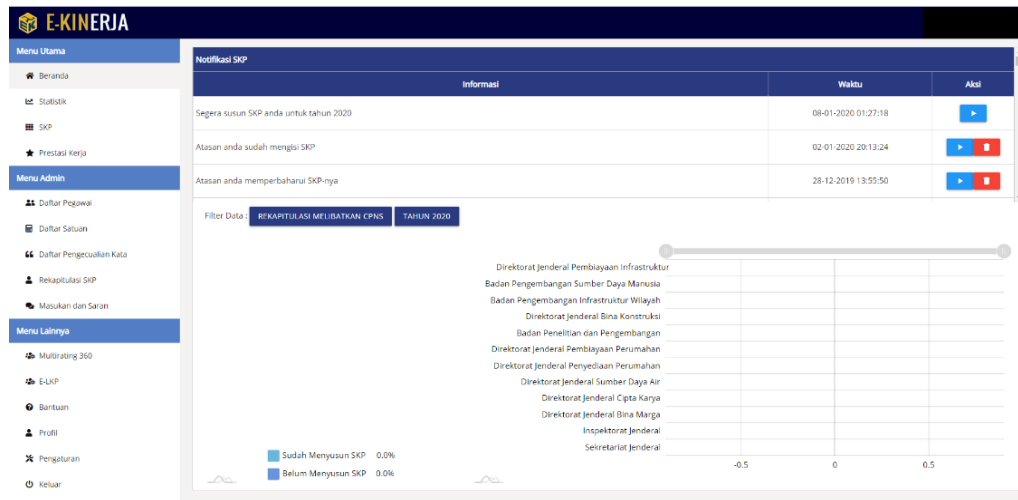 E-KINERJA
Menu Utama
Beranda
Statistik
SKP
Prestasi Kerja
Menu Admin
Daftar Pegawai
Daftar Satuan
Daftar Pengecualian Kata
Rekapitulasi SKP
Masukan dan Saran
Menu Lainnya
Multirating 360
E-LKP
Bantuan
Profil
Pengaturan
Keluar
Notifikasi SKP
Informasi Waktu Aksi
Segera susun SKP anda untuk tahun 2020 08-01-2020 01:27:18
Atasan anda sudah mengisi SKP 02-01-2020 20:13:24
Atasan anda memperbaharui SKP-nya 28-12-2019 13:55:50
Filter Data : REKAPITULASI MELIBATKAN CPNS TAHUN 2020
Direktorat Jenderal Pembiayaan Infrastruktur
Badan Pengembangan Sumber Daya Manusia
Badan Pengembangan Infrastruktur Wilayah
Direktorat Jenderal Bina Konstruksi
Badan Penelitian dan Pengembangan
Direktorat Jenderal Pembiayaan Perumahan
Direktorat Jenderal Penyediaan Perumahan
Direktorat Jenderal Sumber Daya Air
Direktorat Jenderal Cipta Karya
Direktorat Jenderal Bina Marga
Inspektorat Jenderal
Sekretariat Jenderal
-0.5 0 0.5
Sudah Menyusun SKP 0.0%
Belum Menyusun SKP 0.0%